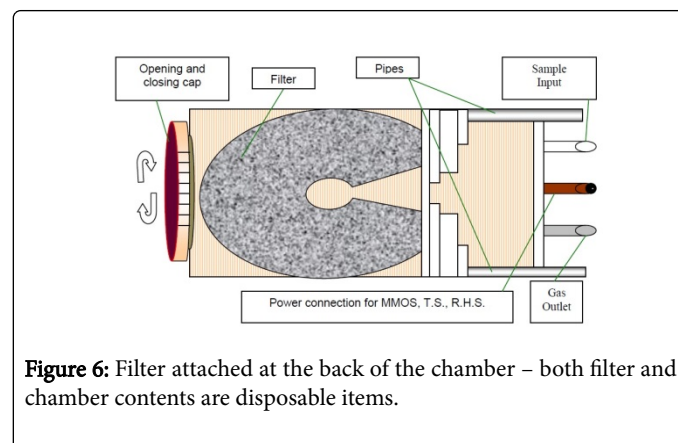 Opening and
closing cap
Filter
Pipes
Sample
Input
Power connection for MMOS, T.S., R.H.S.
Gas
Outlet
Figure 6: Filter attached at the back of the chamber – both filter and
chamber contents are disposable items.